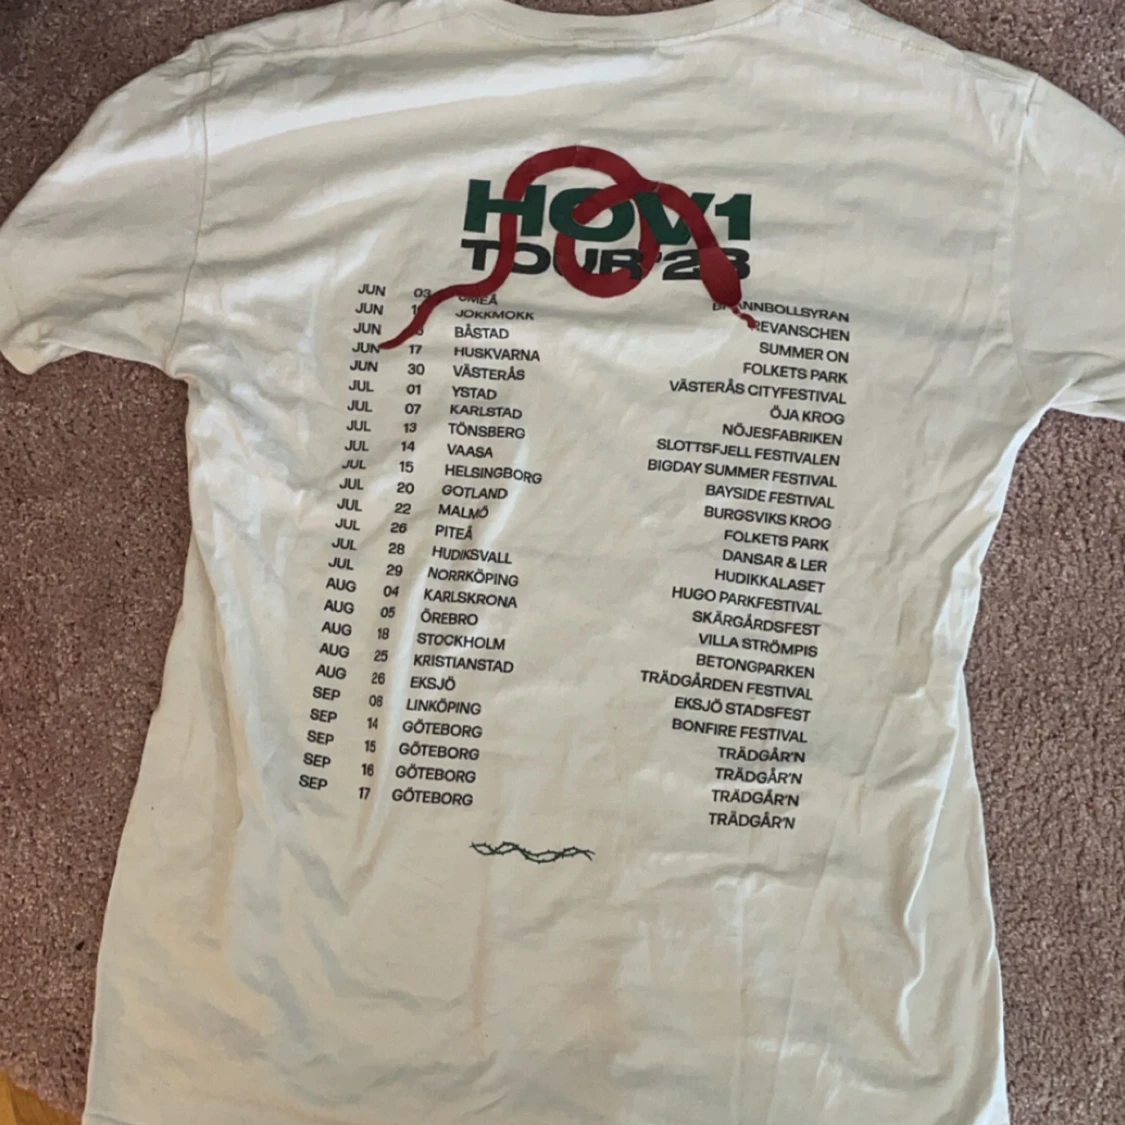 HOV1
TOUR '23
JUN 03 UMEÅ BRÄNNBOLLSYRAN
JUN JOKKMOKK REVANSCHEN
JUN BÅSTAD SUMMER ON
JUN 17 HUSKVARNA FOLKETS PARK
JUN 30 VÄSTERÅS VÄSTERÅS CITYFESTIVAL
JUL 01 YSTAD ÖJA KROG
JUL 07 KARLSTAD NÖJESFABRIKEN
JUL 13 TÖNSBERG SLOTTSFJELL FESTIVALEN
JUL 14 VAASA BIGDAY SUMMER FESTIVAL
JUL 15 HELSINGBORG BAYSIDE FESTIVAL
JUL 20 GOTLAND BURGSVIKS KROG
JUL 22 MALMÖ FOLKETS PARK
JUL 26 PITEÅ DANSAR & LER
JUL 28 HUDIKSVALL HUDIKKALASET
JUL 29 NORRKÖPING HUGO PARKFESTIVAL
AUG 04 KARLSKRONA SKÄRGÅRDSFEST
AUG 05 ÖREBRO VILLA STRÖMPIS
AUG 18 STOCKHOLM BETONGPARKEN
AUG 25 KRISTIANSTAD TRÄDGÅRDEN FESTIVAL
AUG 26 EKSJÖ EKSJÖ STADSFEST
SEP 08 LINKÖPING BONFIRE FESTIVAL
SEP 14 GÖTEBORG TRÄDGÅR'N
SEP 15 GÖTEBORG TRÄDGÅR'N
SEP 16 GÖTEBORG TRÄDGÅR'N
SEP 17 GÖTEBORG TRÄDGÅR'N